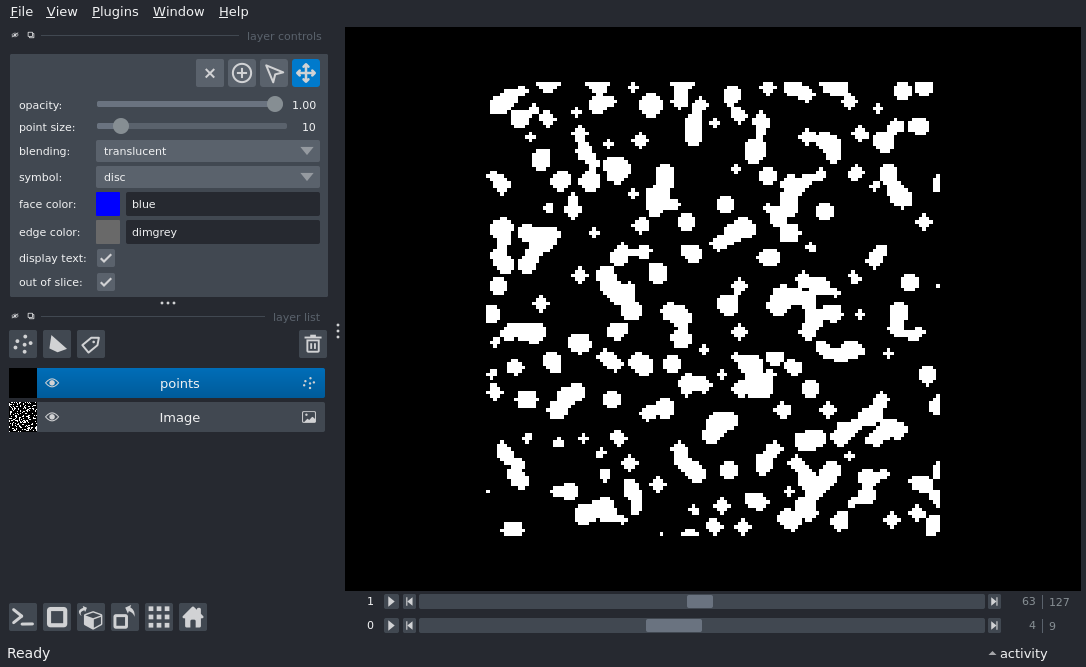 File View Plugins Window Help
layer controls
opacity: 1.00
point size: 10
blending: translucent
symbol: disc
face color: blue
edge color: dimgrey
display text:
out of slice:
layer list
points
Image
1 63 127
0 4 9
Ready activity